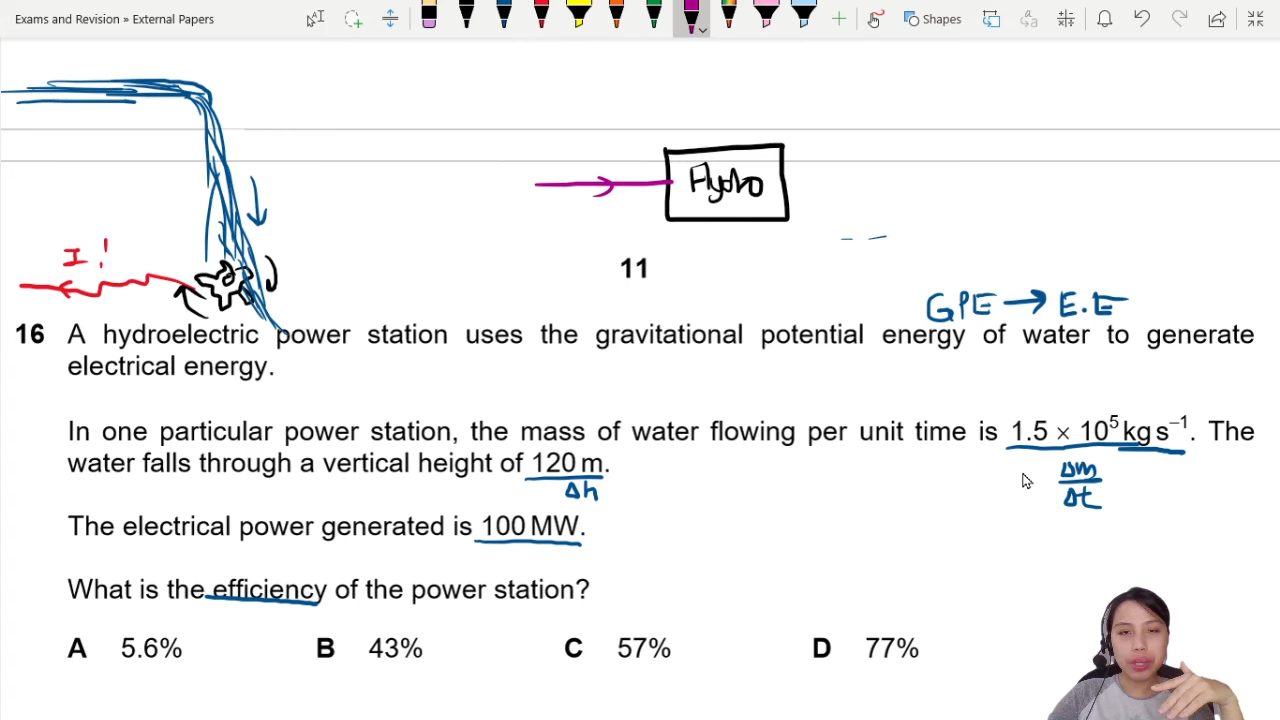 Exams and Revision » External Papers
Shapes
Hydro
I!
11
GPE → E.E
16 A hydroelectric power station uses the gravitational potential energy of water to generate
electrical energy.
In one particular power station, the mass of water flowing per unit time is 1.5 × 10⁵ kg s⁻¹. The
water falls through a vertical height of 120 m.
Δh
Δm
Δt
The electrical power generated is 100 MW.
What is the efficiency of the power station?
A 5.6% B 43% C 57% D 77%